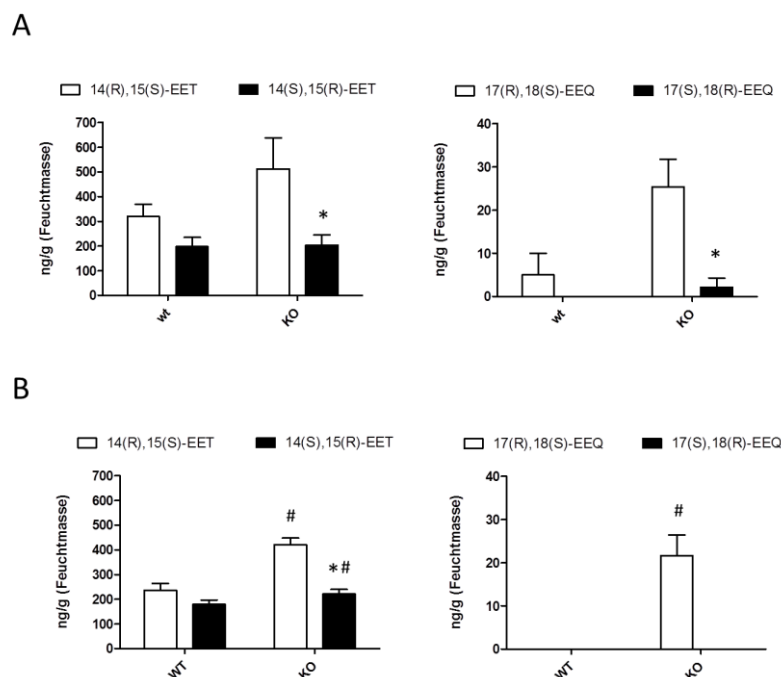 A
14(R),15(S)-EET 14(S),15(R)-EET 17(R),18(S)-EEQ 17(S),18(R)-EEQ
ng/g (Feuchtmasse)
700
600
500
400
300
200
100
0
*
wt KO
ng/g (Feuchtmasse)
40
30
20
10
0
*
wt KO
B
14(R),15(S)-EET 14(S),15(R)-EET 17(R),18(S)-EEQ 17(S),18(R)-EEQ
ng/g (Feuchtmasse)
700
600
500
400
300
200
100
0
#
*#
WT KO
ng/g (Feuchtmasse)
40
30
20
10
0
#
WT KO